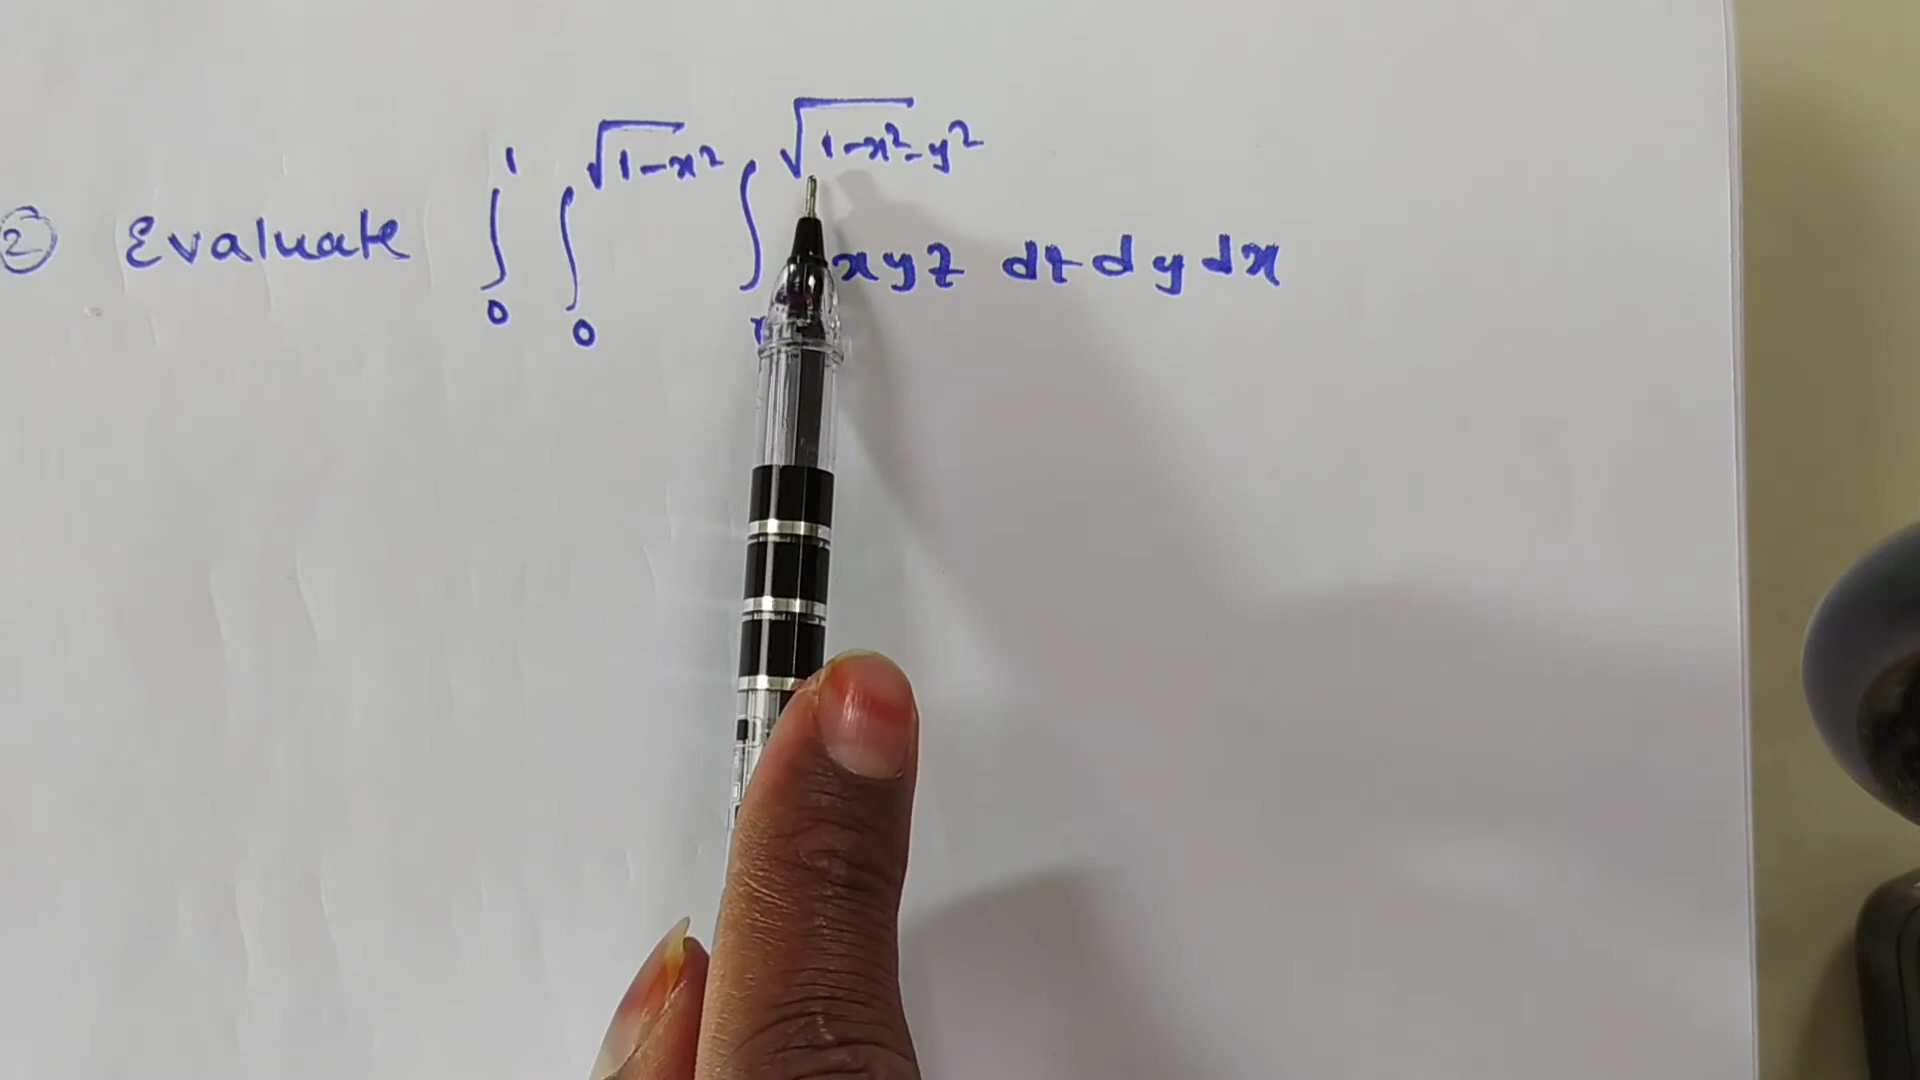 ② Evaluate ∫₀¹ ∫₀^√(1-x²) ∫^√(1-x²-y²) xyz dz dy dx